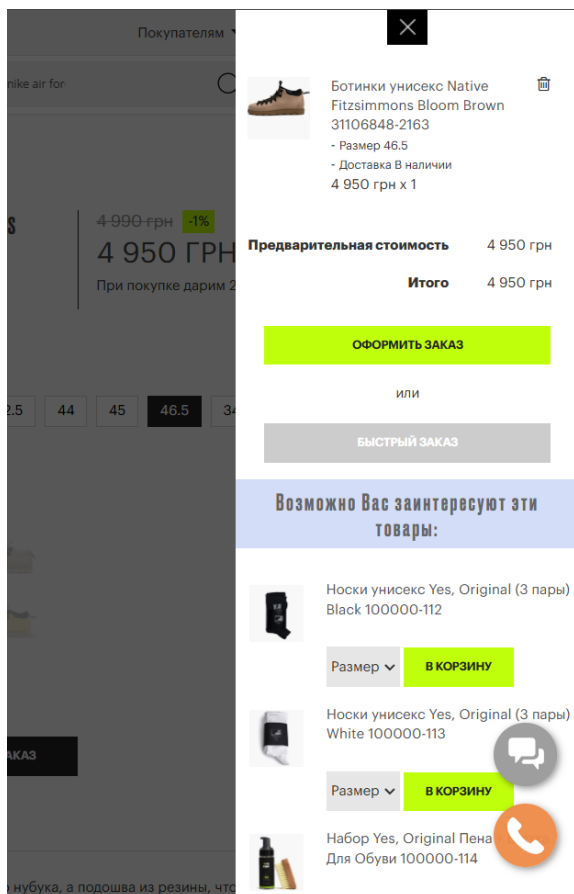 Покупателям
nike air for
Ботинки унисекс Native
Fitzsimmons Bloom Brown
31106848-2163
- Размер 46.5
- Доставка В наличии
4 950 грн x 1
S
4 990 грн -1%
4 950 ГРН
При покупке дарим 2
Предварительная стоимость 4 950 грн
Итого 4 950 грн
ОФОРМИТЬ ЗАКАЗ
или
2.5 44 45 46.5 34
БЫСТРЫЙ ЗАКАЗ
Возможно Вас заинтересуют эти
товары:
Носки унисекс Yes, Original (3 пары)
Black 100000-112
Размер В КОРЗИНУ
Носки унисекс Yes, Original (3 пары)
White 100000-113
АКАЗ
Размер В КОРЗИНУ
Набор Yes, Original Пена
Для Обуви 100000-114
нубука, а подошва из резины, что